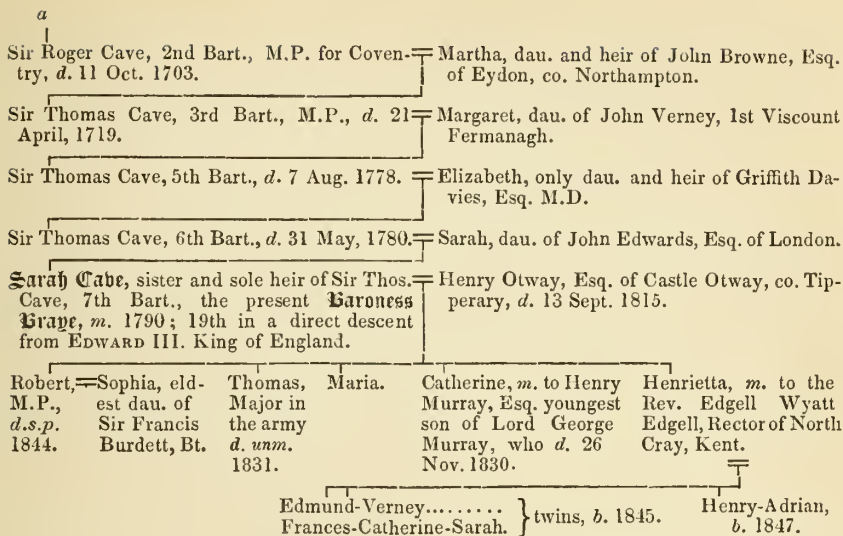 a
Sir Roger Cave, 2nd Bart., M.P. for Coven-
try, d. 11 Oct. 1703.
Martha, dau. and heir of John Browne, Esq.
of Eydon, co. Northampton.
Sir Thomas Cave, 3rd Bart., M.P., d. 21
April, 1719.
Margaret, dau. of John Verney, 1st Viscount
Fermanagh.
Sir Thomas Cave, 5th Bart., d. 7 Aug. 1778.
Elizabeth, only dau. and heir of Griffith Da-
vies, Esq. M.D.
Sir Thomas Cave, 6th Bart., d. 31 May, 1780.
Sarah, dau. of John Edwards, Esq. of London.
Sarah Cave, sister and sole heir of Sir Thos.
Cave, 7th Bart., the present Baroness
Braye, m. 1790; 19th in a direct descent
from EDWARD III. King of England.
Henry Otway, Esq. of Castle Otway, co. Tip-
perary, d. 13 Sept. 1815.
Robert,
M.P.,
d.s.p.
1844.
Sophia, eld-
est dau. of
Sir Francis
Burdett, Bt.
Thomas,
Major in
the army
d. unm.
1831.
Maria.
Catherine, m. to Henry
Murray, Esq. youngest
son of Lord George
Murray, who d. 26
Nov. 1830.
Henrietta, m. to the
Rev. Edgell Wyatt
Edgell, Rector of North
Cray, Kent.
Edmund-Verney.........
Frances-Catherine-Sarah.
} twins, b. 1845.
Henry-Adrian,
b. 1847.